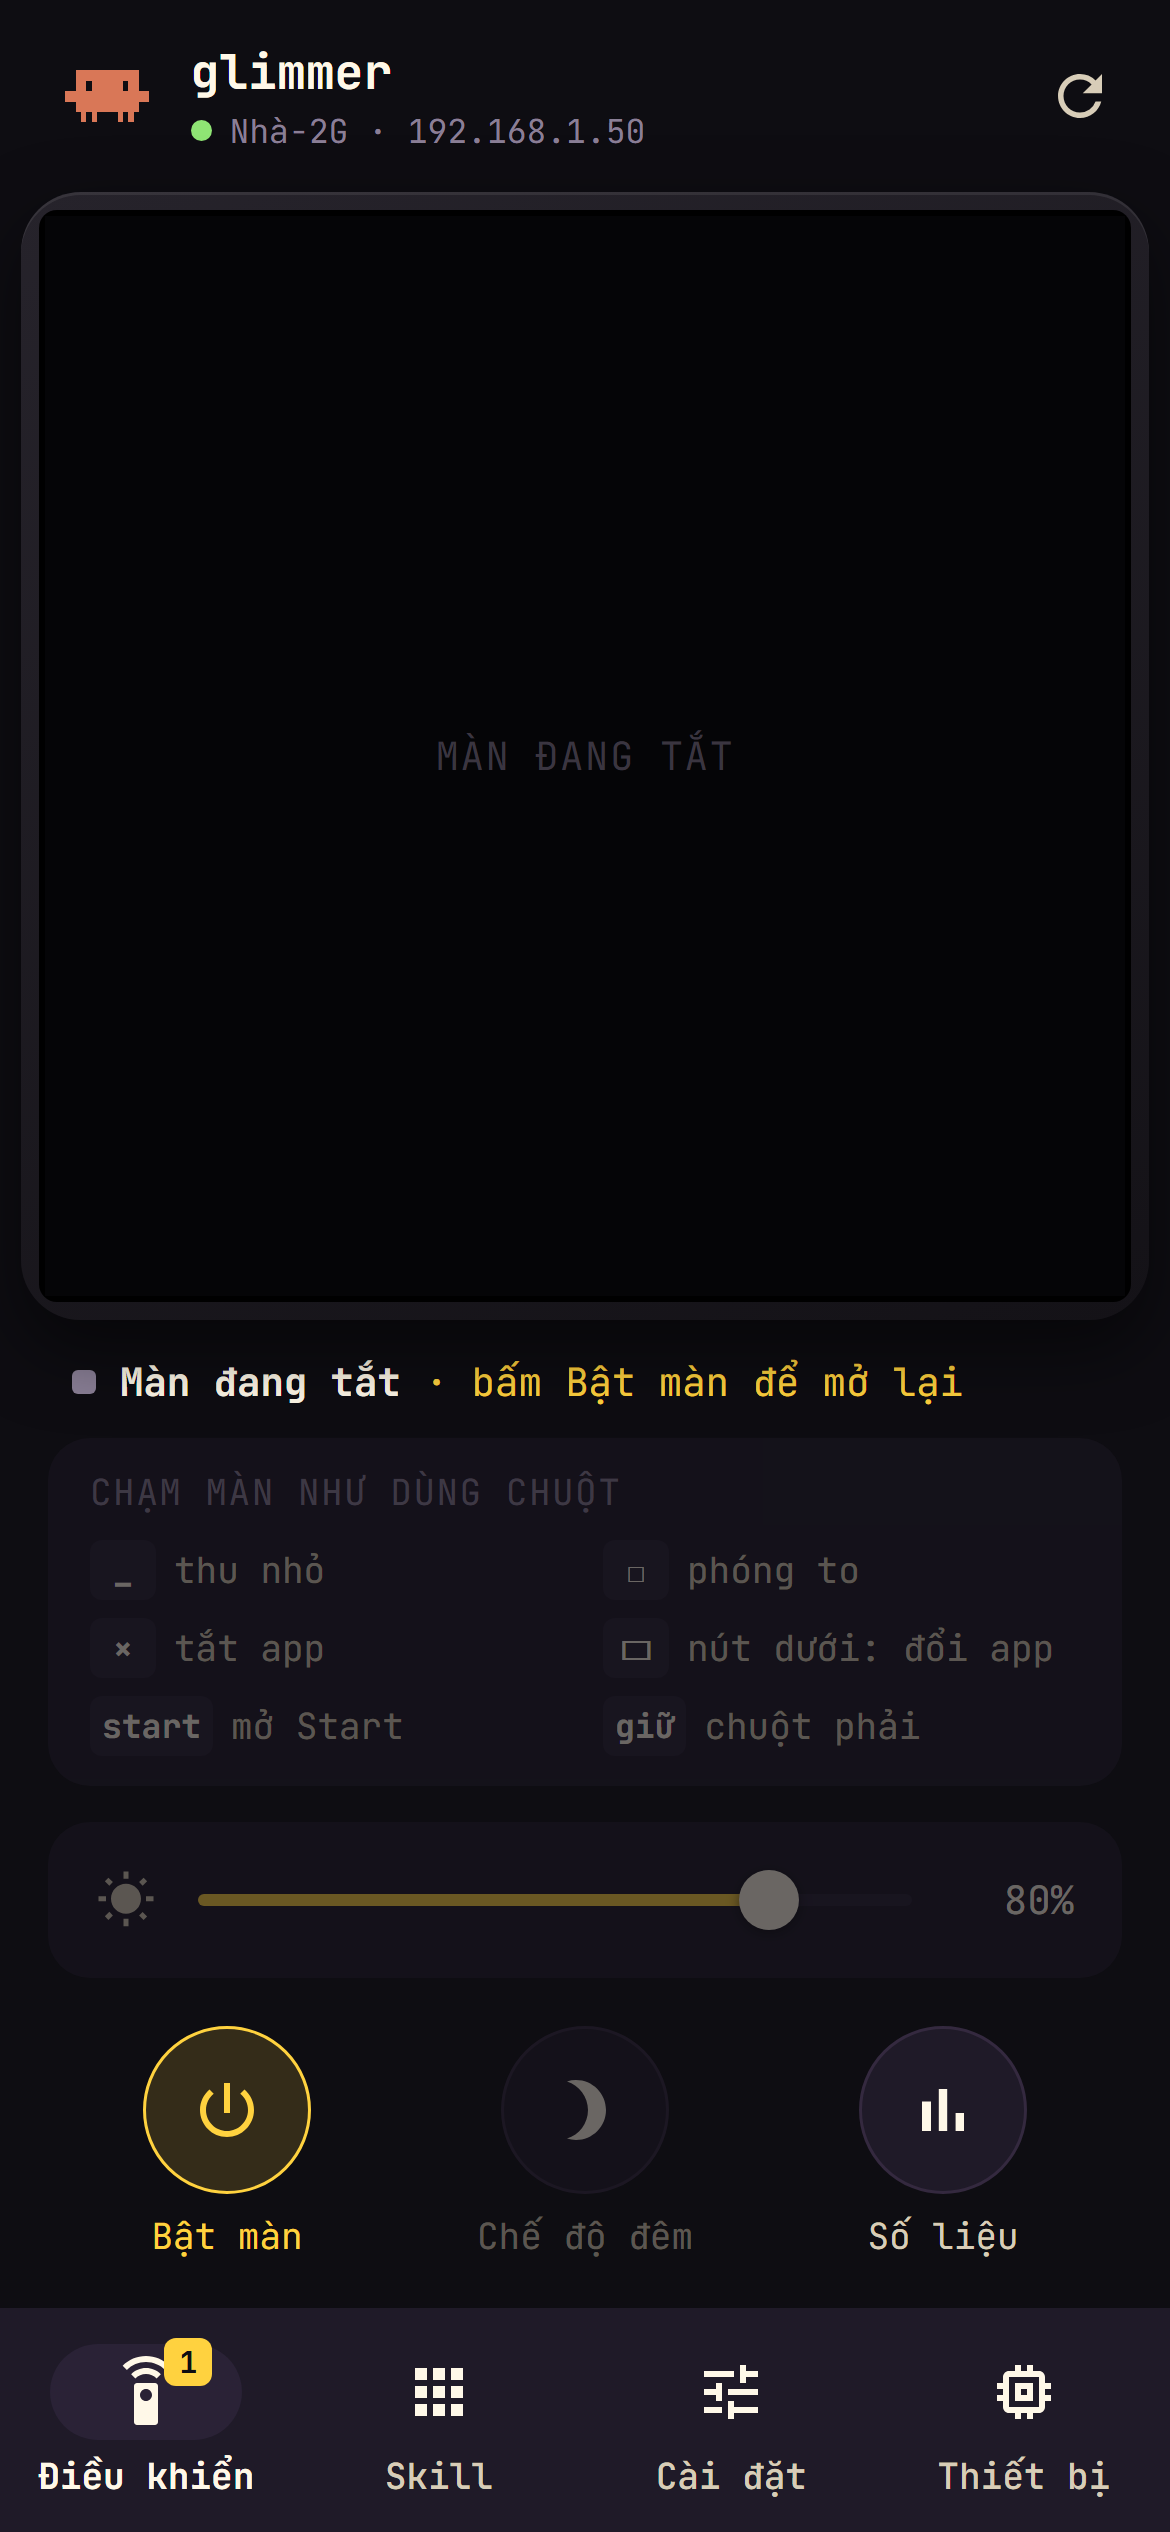 glimmer
Nhà-2G · 192.168.1.50
MÀN ĐANG TẮT
Màn đang tắt · bấm Bật màn để mở lại
CHẠM MÀN NHƯ DÙNG CHUỘT
_ thu nhỏ
□ phóng to
× tắt app
▭ nút dưới: đổi app
start mở Start
giữ chuột phải
80%
Bật màn
Chế độ đêm
Số liệu
1
Điều khiển
Skill
Cài đặt
Thiết bị